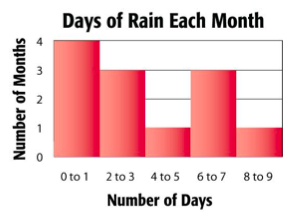 Days of Rain Each Month
Number of Months
4
3
2
1
0
0 to 1 2 to 3 4 to 5 6 to 7 8 to 9
Number of Days